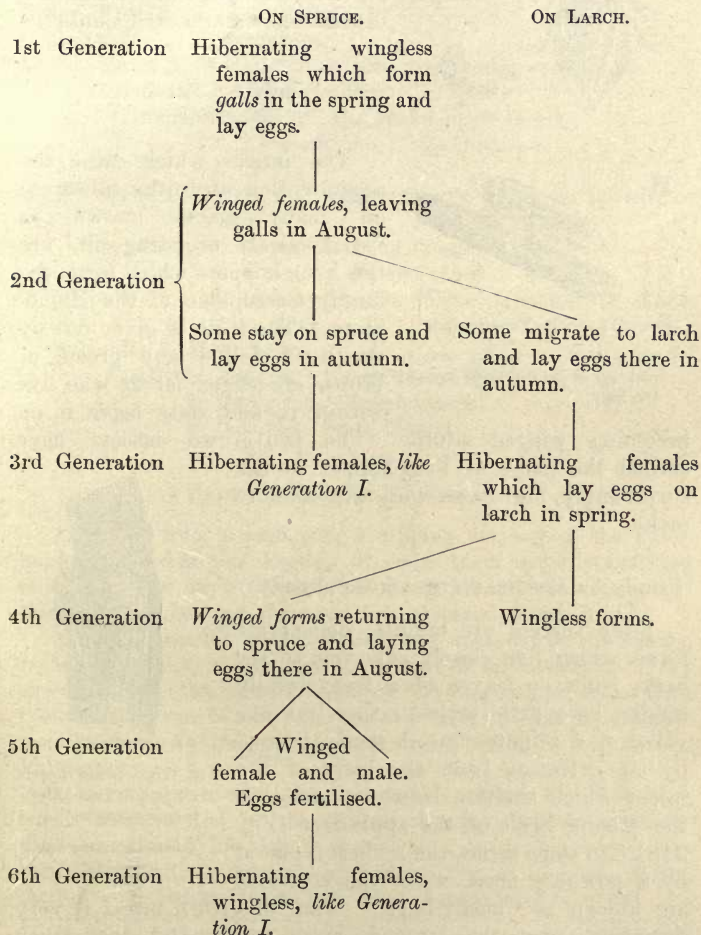 On Spruce. On Larch.
1st Generation Hibernating wingless
females which form
galls in the spring and
lay eggs.
Winged females, leaving
galls in August.
2nd Generation
Some stay on spruce and
lay eggs in autumn.
Some migrate to larch
and lay eggs there in
autumn.
3rd Generation Hibernating females, like
Generation I.
Hibernating females
which lay eggs on
larch in spring.
4th Generation Winged forms returning
to spruce and laying
eggs there in August.
Wingless forms.
5th Generation Winged
female and male.
Eggs fertilised.
6th Generation Hibernating females,
wingless, like Genera-
tion I.